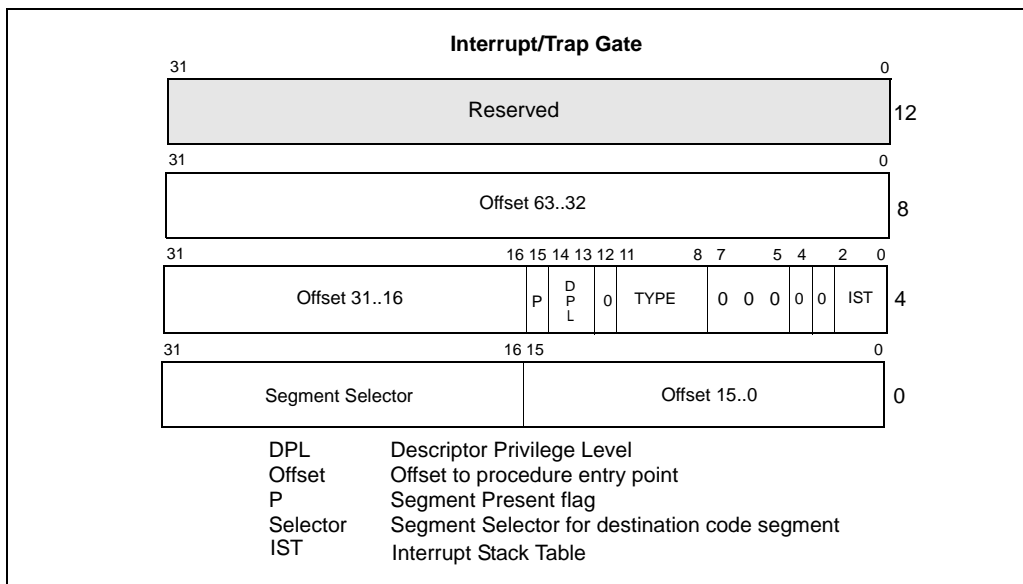 Interrupt/Trap Gate
31 0
Reserved 12
31 0
Offset 63..32 8
31 16 15 14 13 12 11 8 7 5 4 2 0
Offset 31..16 P DPL 0 TYPE 0 0 0 0 0 IST 4
31 16 15 0
Segment Selector Offset 15..0 0
DPL Descriptor Privilege Level
Offset Offset to procedure entry point
P Segment Present flag
Selector Segment Selector for destination code segment
IST Interrupt Stack Table